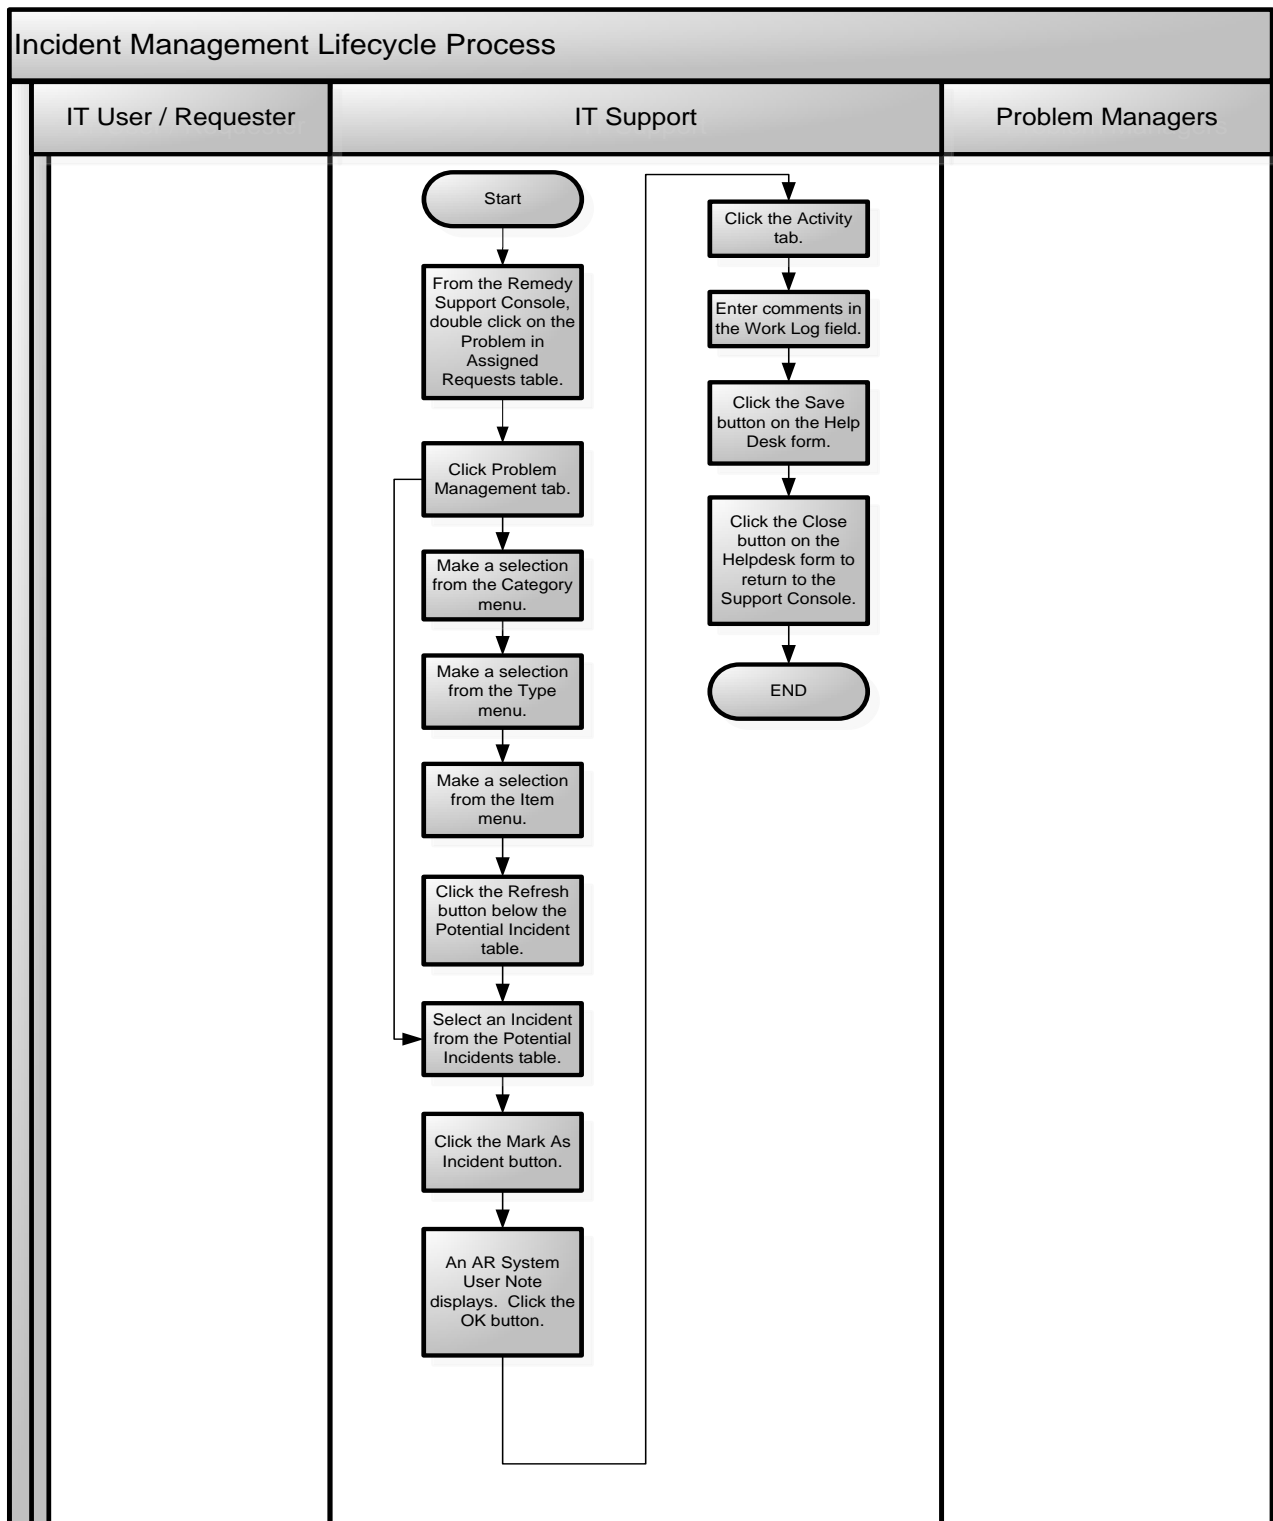 Incident Management Lifecycle Process
IT User / Requester
IT Support
Problem Managers
Start
From the Remedy
Support Console,
double click on the
Problem in
Assigned
Requests table.
Click Problem
Management tab.
Make a selection
from the Category
menu.
Make a selection
from the Type
menu.
Make a selection
from the Item
menu.
Click the Refresh
button below the
Potential Incident
table.
Select an Incident
from the Potential
Incidents table.
Click the Mark As
Incident button.
An AR System
User Note
displays.  Click the
OK button.
Click the Activity
tab.
Enter comments in
the Work Log field.
Click the Save
button on the Help
Desk form.
Click the Close
button on the
Helpdesk form to
return to the
Support Console.
END